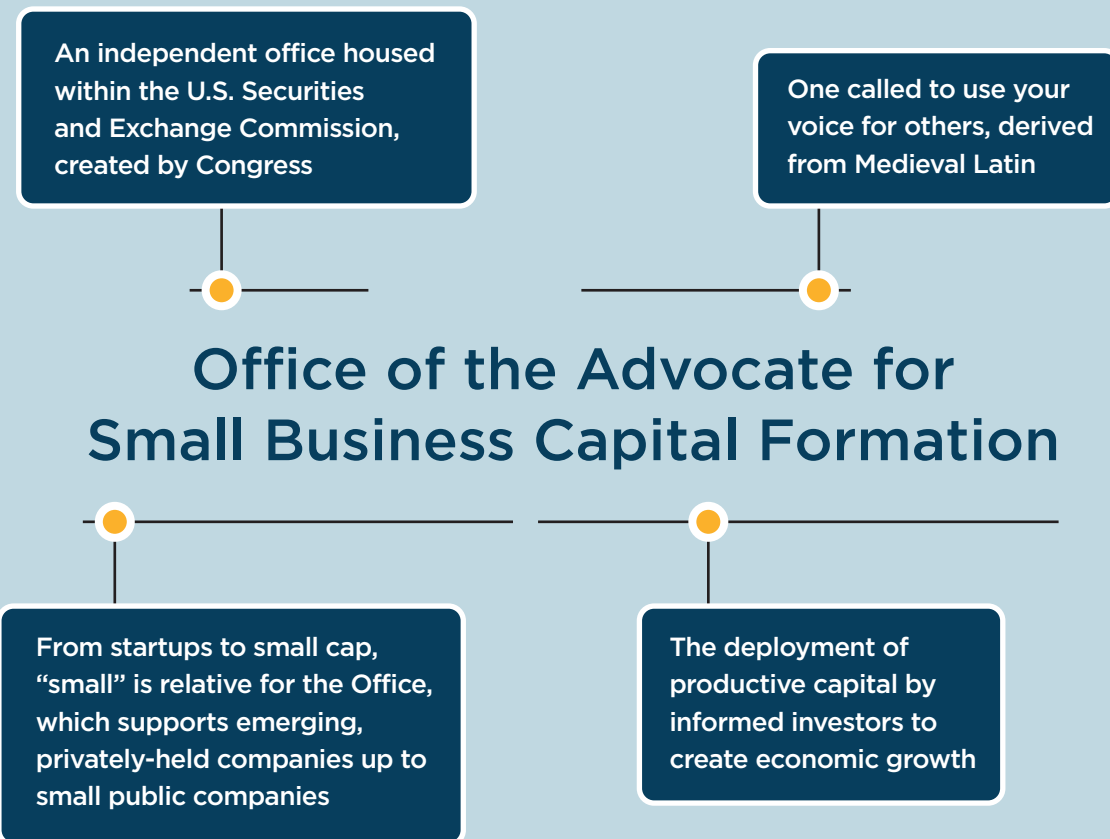 An independent office housed
within the U.S. Securities
and Exchange Commission,
created by Congress
One called to use your
voice for others, derived
from Medieval Latin
Office of the Advocate for
Small Business Capital Formation
From startups to small cap,
“small” is relative for the Office,
which supports emerging,
privately-held companies up to
small public companies
The deployment of
productive capital by
informed investors to
create economic growth